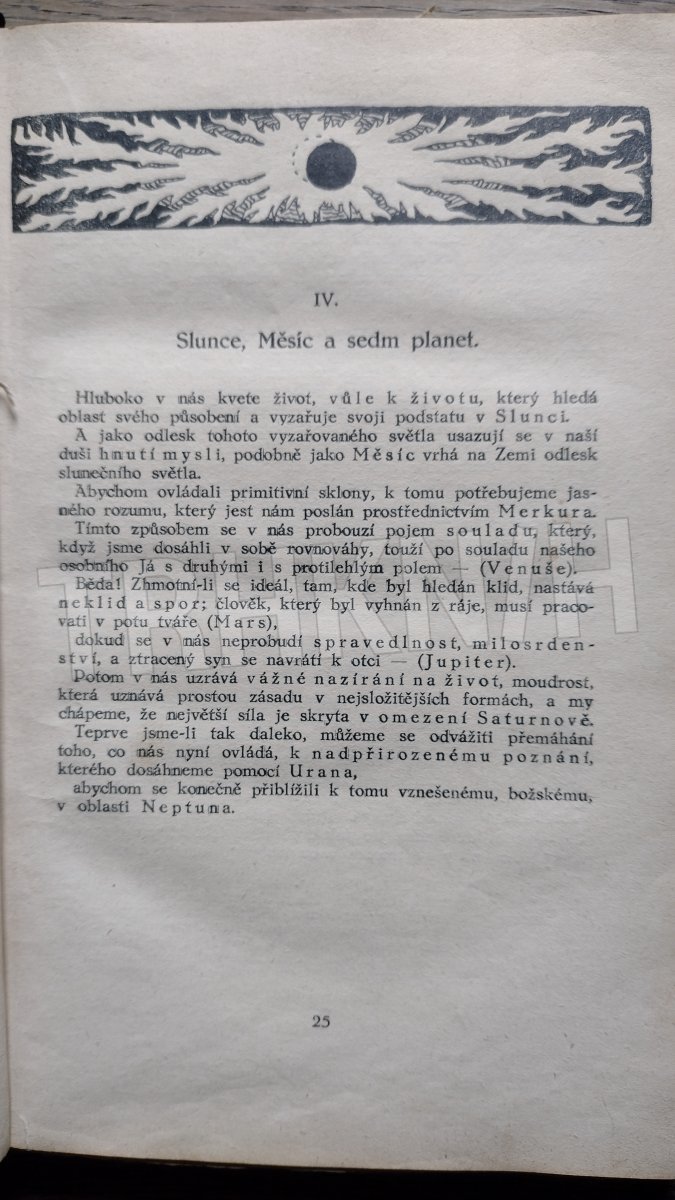 IV.
Slunce, Měsíc a sedm planet.
Hluboko v nás kvete život, vůle k životu, který hledá
oblast svého působení a vyzařuje svoji podstatu v Slunci.
A jako odlesk tohoto vyzařovaného světla usazují se v naší
duši hnutí mysli, podobně jako Měsíc vrhá na Zemi odlesk
slunečního světla.
Abychom ovládali primitivní sklony, k tomu potřebujeme jas-
ného rozumu, který jest nám poslán prostřednictvím Merkura.
Tímto způsobem se v nás probouzí pojem souladu, který,
když jsme dosáhli v sobě rovnováhy, touží po souladu našeho
osobního Já s druhými i s protilehlým polem — (Venuše).
Běda! Zhmotní-li se ideál, tam, kde byl hledán klid, nastává
neklid a spor; člověk, který byl vyhnán z ráje, musí praco-
vati v potu tváře (Mars),
dokud se v nás neprobudí spravedlnost, milosrden-
ství, a ztracený syn se navrátí k otci — (Jupiter).
Potom v nás uzrává vážné nazírání na život, moudrost,
která uznává prostou zásadu v nejsložitějších formách, a my
chápeme, že největší síla je skryta v omezení Saturnově.
Teprve jsme-li tak daleko, můžeme se odvážiti přemáhání
toho, co nás nyní ovládá, k nadpřirozenému poznání,
kterého dosáhneme pomocí Urana,
abychom se konečně přiblížili k tomu vznešenému, božskému,
v oblasti Neptuna.
25